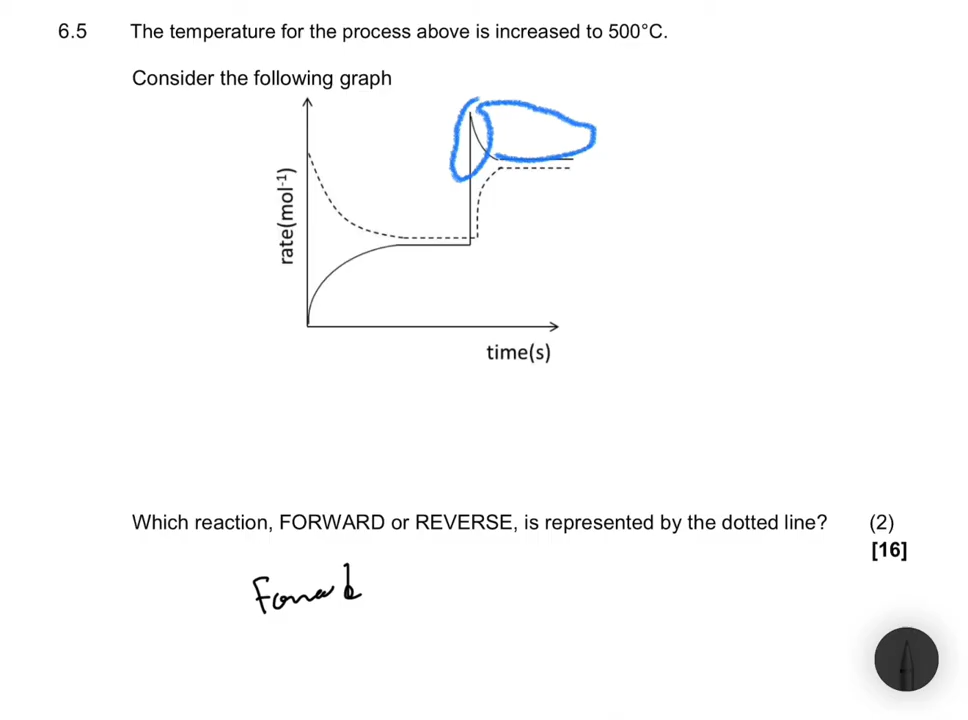 6.5 The temperature for the process above is increased to 500°C.
Consider the following graph
rate(mol⁻¹)
time(s)
Which reaction, FORWARD or REVERSE, is represented by the dotted line? (2)
[16]
Forward